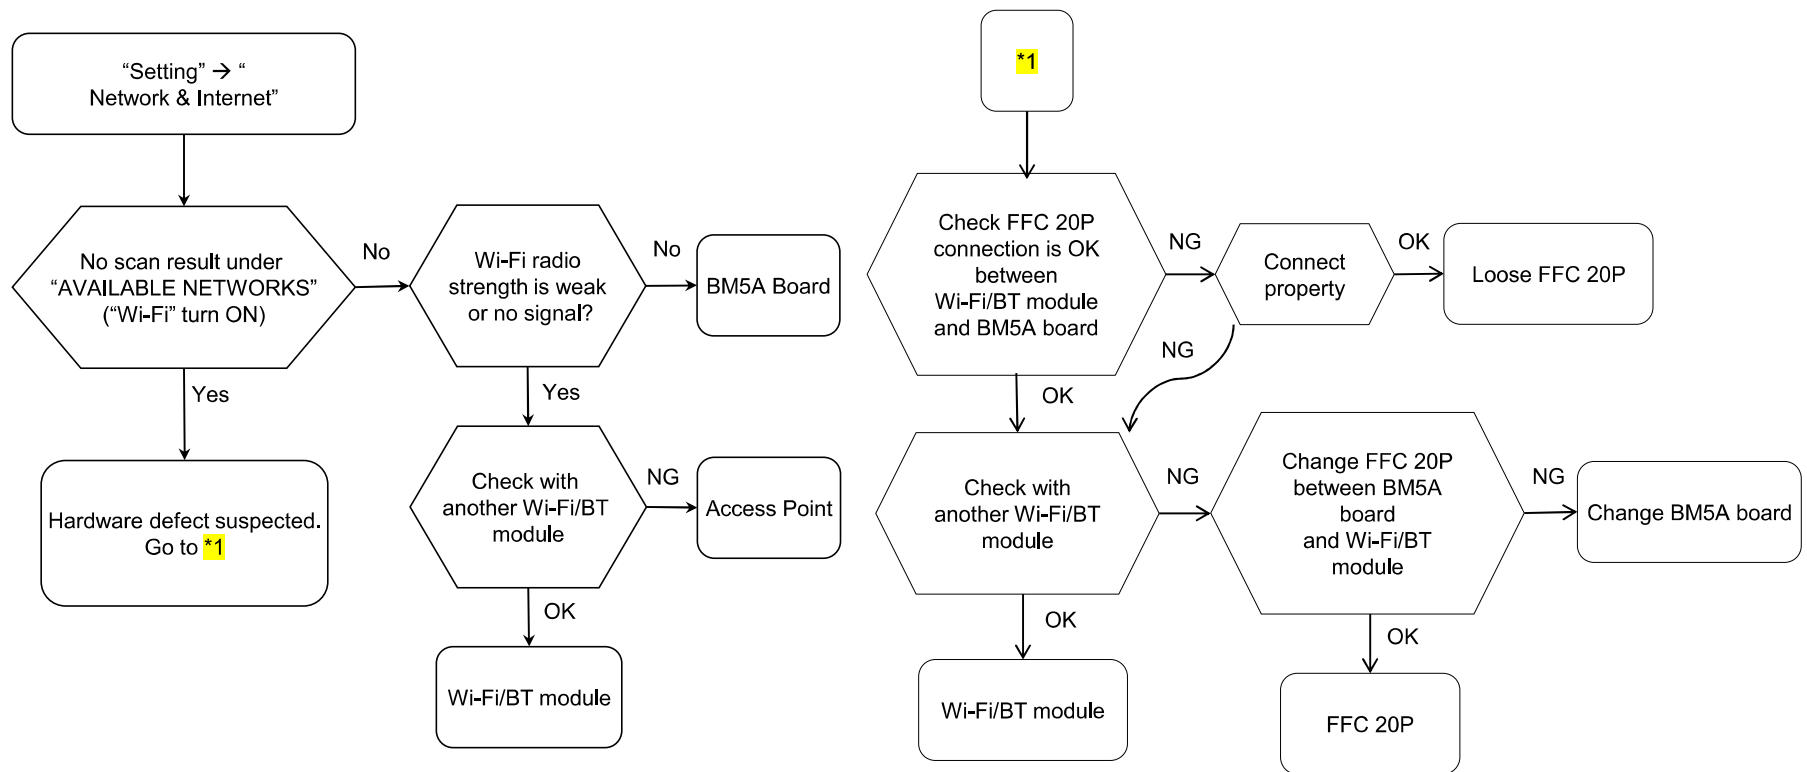 “Setting” → “
Network & Internet”
No scan result under
“AVAILABLE NETWORKS”
(“Wi-Fi” turn ON)
No
Wi-Fi radio
strength is weak
or no signal?
No
BM5A Board
Yes
Yes
Hardware defect suspected.
Go to *1
Check with
another Wi-Fi/BT
module
NG
Access Point
OK
Wi-Fi/BT module
*1
Check FFC 20P
connection is OK
between
Wi-Fi/BT module
and BM5A board
NG
Connect
property
OK
Loose FFC 20P
NG
OK
Check with
another Wi-Fi/BT
module
NG
Change FFC 20P
between BM5A
board
and Wi-Fi/BT
module
NG
Change BM5A board
OK
Wi-Fi/BT module
OK
FFC 20P